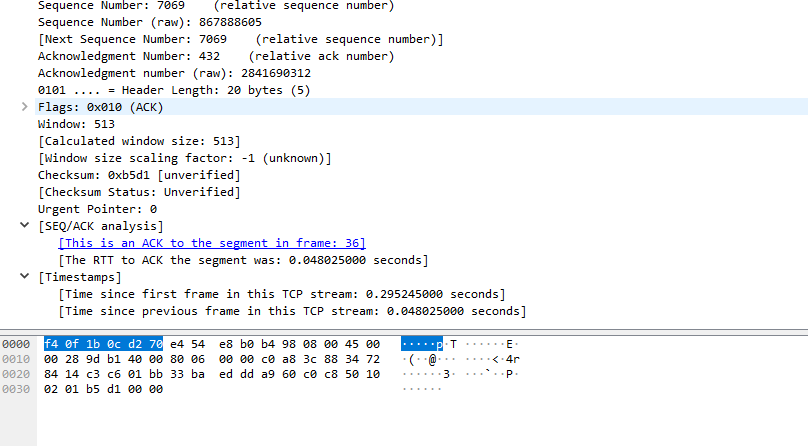 Sequence Number: 7069    (relative sequence number)
Sequence Number (raw): 867888605
[Next Sequence Number: 7069    (relative sequence number)]
Acknowledgment Number: 432    (relative ack number)
Acknowledgment number (raw): 2841690312
0101 .... = Header Length: 20 bytes (5)
Flags: 0x010 (ACK)
Window: 513
[Calculated window size: 513]
[Window size scaling factor: -1 (unknown)]
Checksum: 0xb5d1 [unverified]
[Checksum Status: Unverified]
Urgent Pointer: 0
[SEQ/ACK analysis]
[This is an ACK to the segment in frame: 36]
[The RTT to ACK the segment was: 0.048025000 seconds]
[Timestamps]
[Time since first frame in this TCP stream: 0.295245000 seconds]
[Time since previous frame in this TCP stream: 0.048025000 seconds]
0000 f4 0f 1b 0c d2 70 e4 54 e8 b0 b4 98 08 00 45 00 ·····p·T ······E·
0010 00 28 9d b1 40 00 80 06 00 00 c0 a8 3c 88 34 72 ·(··@··· ····<·4r
0020 84 14 c3 c6 01 bb 33 ba ed dd a9 60 c0 c8 50 10 ······3· ···`··P·
0030 02 01 b5 d1 00 00 ······